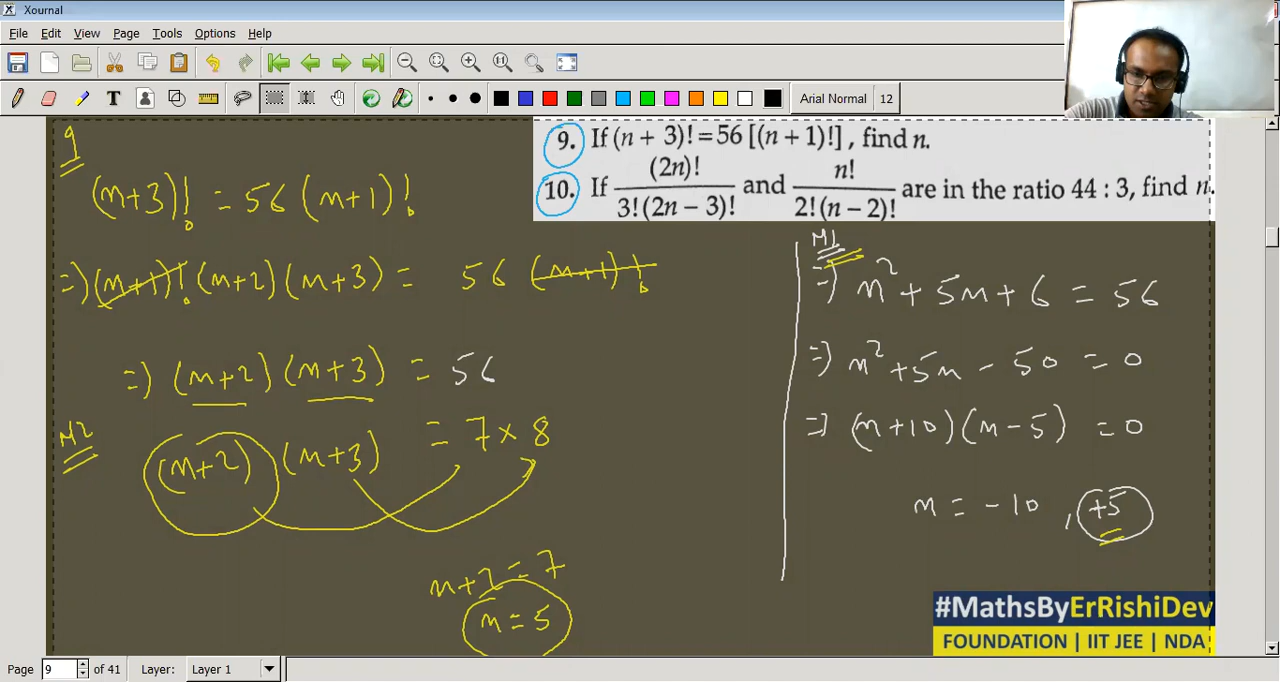 Xournal
File Edit View Page Tools Options Help
Arial Normal 12
9. If (n + 3)! = 56 [(n + 1)!] , find n.
10. If (2n)! / 3!(2n − 3)! and n! / 2!(n − 2)! are in the ratio 44 : 3, find n.
9
(n+3)! = 56 (n+1)!
=) (n+1)! (n+2) (n+3) = 56 (n+1)!
=) (n+2) (n+3) = 56
M2
(n+2) (n+3) = 7 × 8
n+2 = 7
n = 5
M1
=) n² + 5n + 6 = 56
=) n² + 5n − 50 = 0
=) (n+10) (n−5) = 0
n = −10 , +5
#MathsByErRishiDev
FOUNDATION | IIT JEE | NDA
Page 9 of 41 Layer: Layer 1